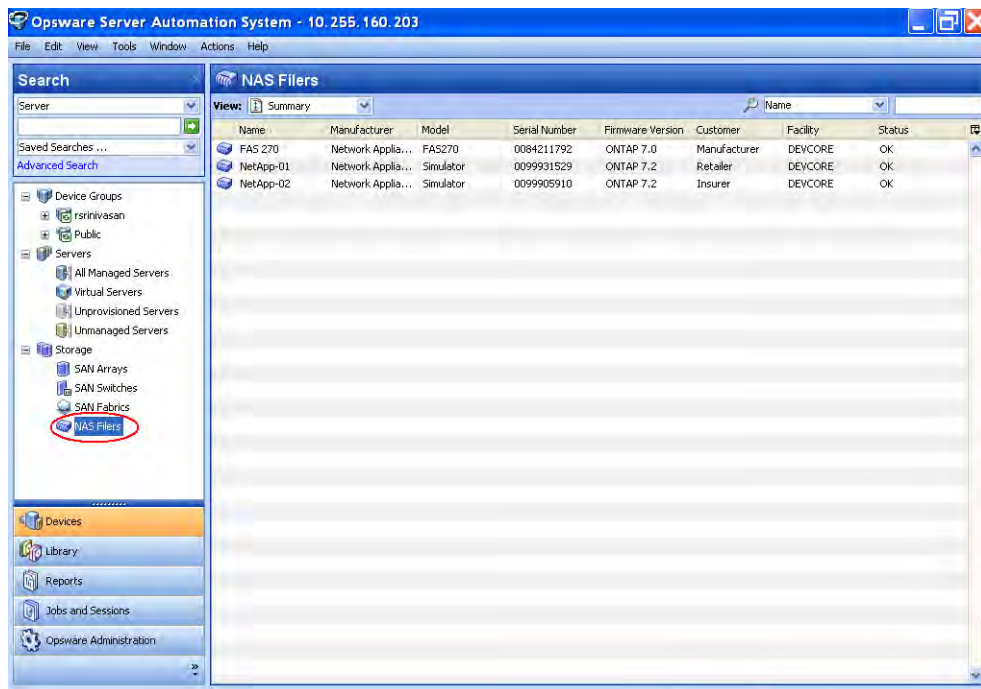 Opsware Server Automation System - 10.255.160.203
File Edit View Tools Window Actions Help
Search
Server
Saved Searches ...
Advanced Search
Device Groups
rsrinivasan
Public
Servers
All Managed Servers
Virtual Servers
Unprovisioned Servers
Unmanaged Servers
Storage
SAN Arrays
SAN Switches
SAN Fabrics
NAS Filers
Devices
Library
Reports
Jobs and Sessions
Opsware Administration
NAS Filers
View: Summary Name
Name Manufacturer Model Serial Number Firmware Version Customer Facility Status
FAS 270 Network Applia... FAS270 0084211792 ONTAP 7.0 Manufacturer DEVCORE OK
NetApp-01 Network Applia... Simulator 0099931529 ONTAP 7.2 Retailer DEVCORE OK
NetApp-02 Network Applia... Simulator 0099905910 ONTAP 7.2 Insurer DEVCORE OK